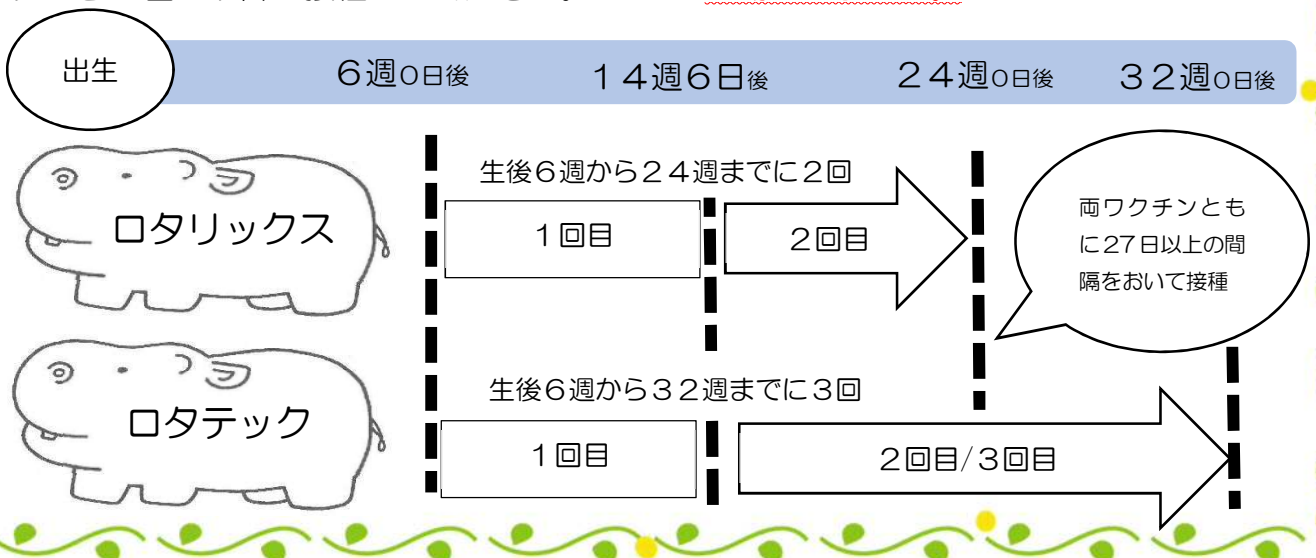 出生
6週0日後
14週6日後
24週0日後
32週0日後
ロタリックス
生後6週から24週までに2回
1回目
2回目
両ワクチンとも
に27日以上の間
隔をおいて接種
ロタテック
生後6週から32週までに3回
1回目
2回目/3回目